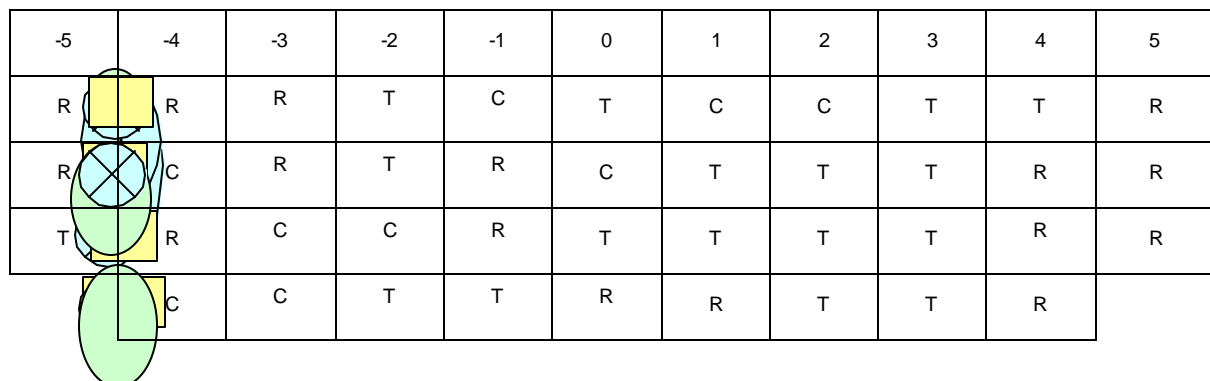 -5 -4 -3 -2 -1 0 1 2 3 4 5
R R R T C T C C T T R
R C R T R C T T T R R
T R C C R T T T T R R
C C T T R R T T R